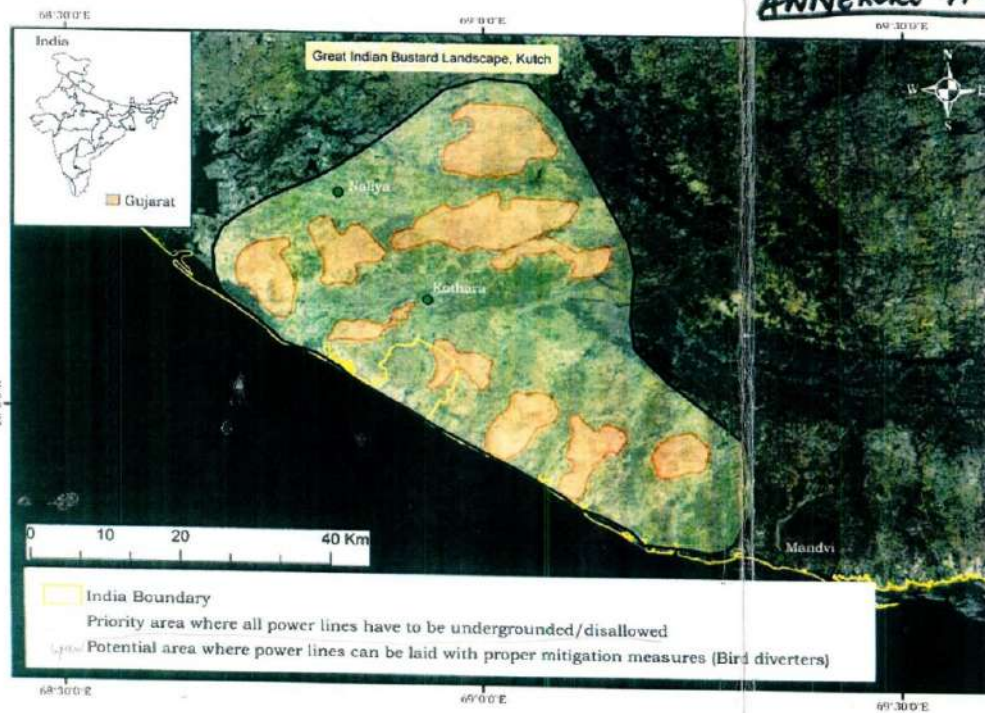 ANNEXURE A
68°30'0"E
69°0'0"E
69°30'0"E
India
Great Indian Bustard Landscape, Kutch
N
W
E
S
Naliya
Gujarat
Kothara
0 10 20 40 Km
Mandvi
India Boundary
Priority area where all power lines have to be undergrounded/disallowed
Potential area where power lines can be laid with proper mitigation measures (Bird diverters)
68°30'0"E
69°0'0"E
69°30'0"E